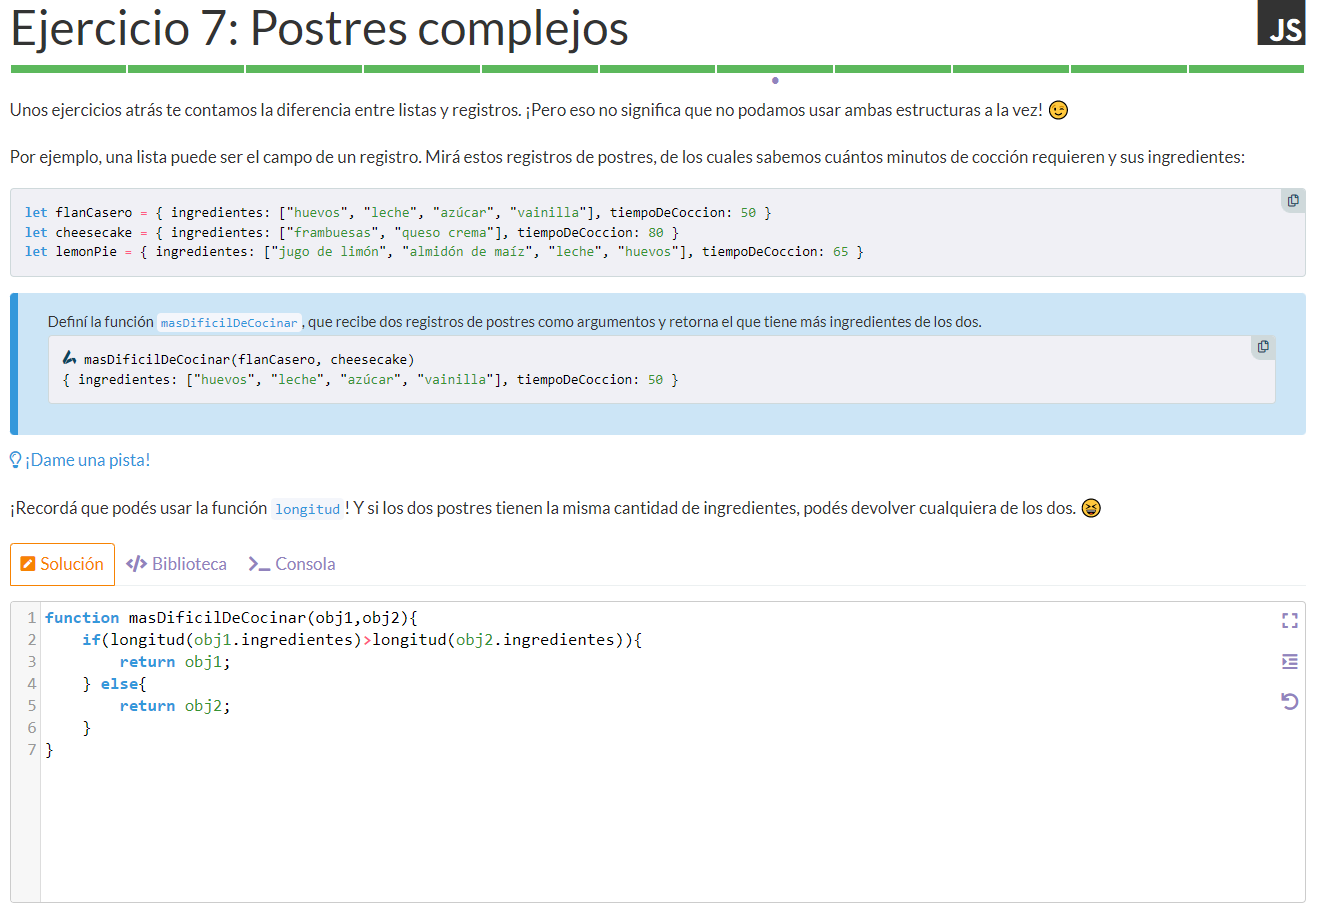 Ejercicio 7: Postres complejos
JS
Unos ejercicios atrás te contamos la diferencia entre listas y registros. ¡Pero eso no significa que no podamos usar ambas estructuras a la vez! 😉
Por ejemplo, una lista puede ser el campo de un registro. Mirá estos registros de postres, de los cuales sabemos cuántos minutos de cocción requieren y sus ingredientes:
let flanCasero = { ingredientes: ["huevos", "leche", "azúcar", "vainilla"], tiempoDeCoccion: 50 }
let cheesecake = { ingredientes: ["frambuesas", "queso crema"], tiempoDeCoccion: 80 }
let lemonPie = { ingredientes: ["jugo de limón", "almidón de maíz", "leche", "huevos"], tiempoDeCoccion: 65 }
Definí la función masDificilDeCocinar, que recibe dos registros de postres como argumentos y retorna el que tiene más ingredientes de los dos.
masDificilDeCocinar(flanCasero, cheesecake)
{ ingredientes: ["huevos", "leche", "azúcar", "vainilla"], tiempoDeCoccion: 50 }
¡Dame una pista!
¡Recordá que podés usar la función longitud! Y si los dos postres tienen la misma cantidad de ingredientes, podés devolver cualquiera de los dos. 😆
Solución </> Biblioteca >_ Consola
1 function masDificilDeCocinar(obj1,obj2){
2     if(longitud(obj1.ingredientes)>longitud(obj2.ingredientes)){
3         return obj1;
4     } else{
5         return obj2;
6     }
7 }